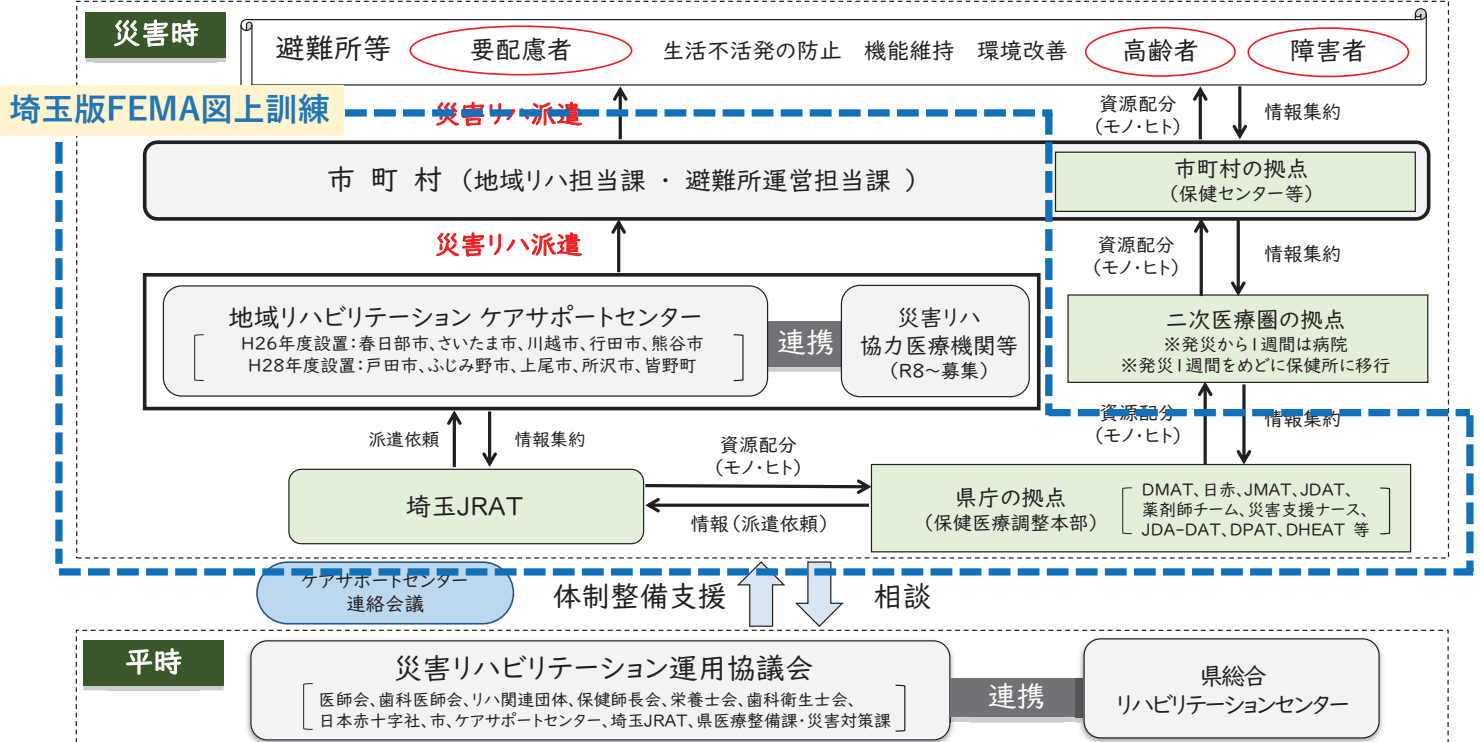 災害時
避難所等 要配慮者 生活不活発の防止 機能維持 環境改善 高齢者 障害者
埼玉版FEMA図上訓練
災害リハ派遣
資源配分
(モノ・ヒト)
情報集約
市 町 村 (地域リハ担当課 ・ 避難所運営担当課 )
市町村の拠点
(保健センター等)
災害リハ派遣
資源配分
(モノ・ヒト)
情報集約
地域リハビリテーション ケアサポートセンター
H26年度設置:春日部市、さいたま市、川越市、行田市、熊谷市
H28年度設置:戸田市、ふじみ野市、上尾市、所沢市、皆野町
連携
災害リハ
協力医療機関等
(R8~募集)
二次医療圏の拠点
※発災から1週間は病院
※発災1週間をめどに保健所に移行
派遣依頼
情報集約
資源配分
(モノ・ヒト)
資源配分
(モノ・ヒト)
情報集約
埼玉JRAT
情報(派遣依頼)
県庁の拠点
(保健医療調整本部)
DMAT、日赤、JMAT、JDAT、
薬剤師チーム、災害支援ナース、
JDA-DAT、DPAT、DHEAT 等
ケアサポートセンター
連絡会議
体制整備支援
相談
平時
災害リハビリテーション運用協議会
医師会、歯科医師会、リハ関連団体、保健師長会、栄養士会、歯科衛生士会、
日本赤十字社、市、ケアサポートセンター、埼玉JRAT、県医療整備課・災害対策課
連携
県総合
リハビリテーションセンター